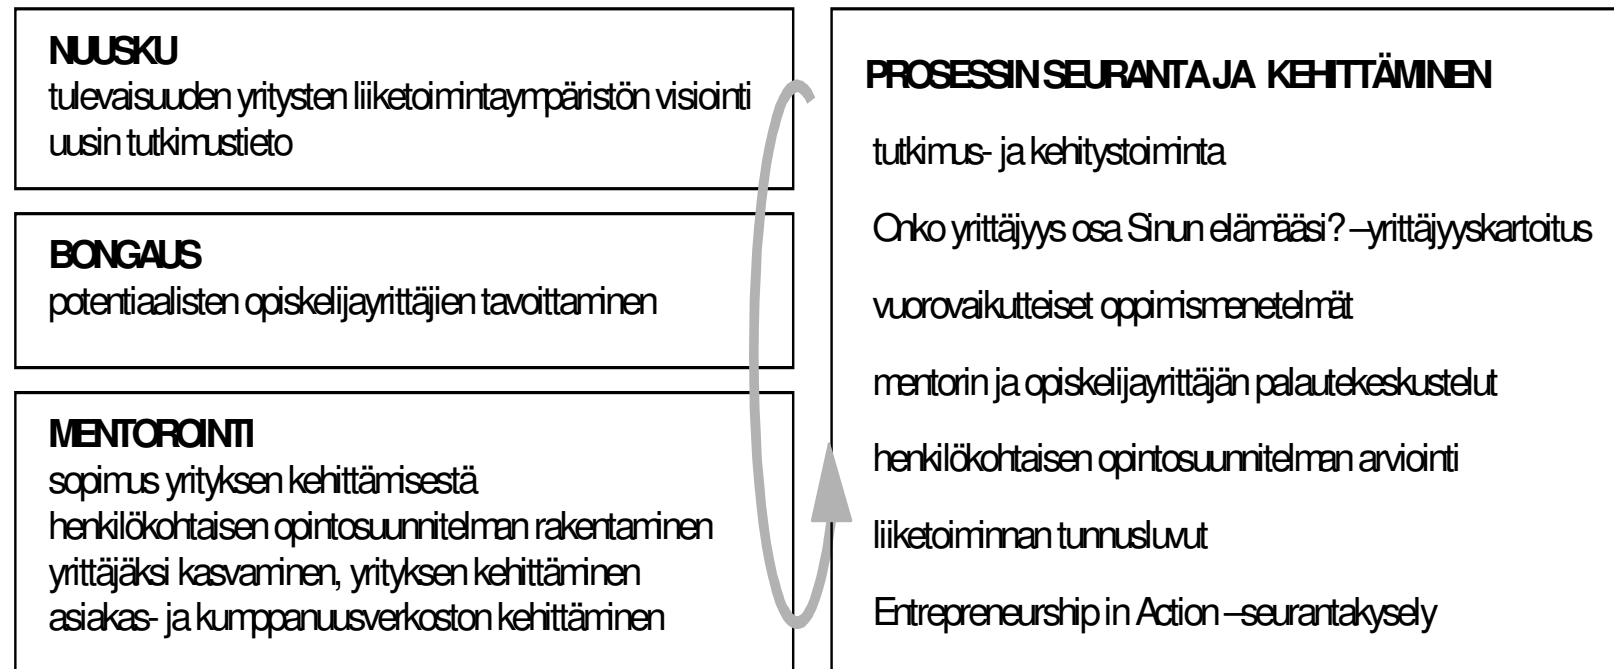 NUUSKU
tulevaisuuden yritysten liiketoimintaympäristön visiointi
uusin tutkimustieto
BONGAUS
potentiaalisten opiskelijayrittäjien tavoittaminen
MENTOROINTI
sopimus yrityksen kehittämisestä
henkilökohtaisen opintosuunnitelman rakentaminen
yrittäjäksi kasvaminen, yrityksen kehittäminen
asiakas- ja kumppanuusverkoston kehittäminen
PROSESSIN SEURANTA JA KEHITTÄMINEN
tutkimus- ja kehitystoiminta
Onko yrittäjyys osa Sinun elämääsi? –yrittäjyyskartoitus
vuorovaikutteiset oppimismenetelmät
mentorin ja opiskelijayrittäjän palautekeskustelut
henkilökohtaisen opintosuunnitelman arviointi
liiketoiminnan tunnusluvut
Entrepreneurship in Action –seurantakysely